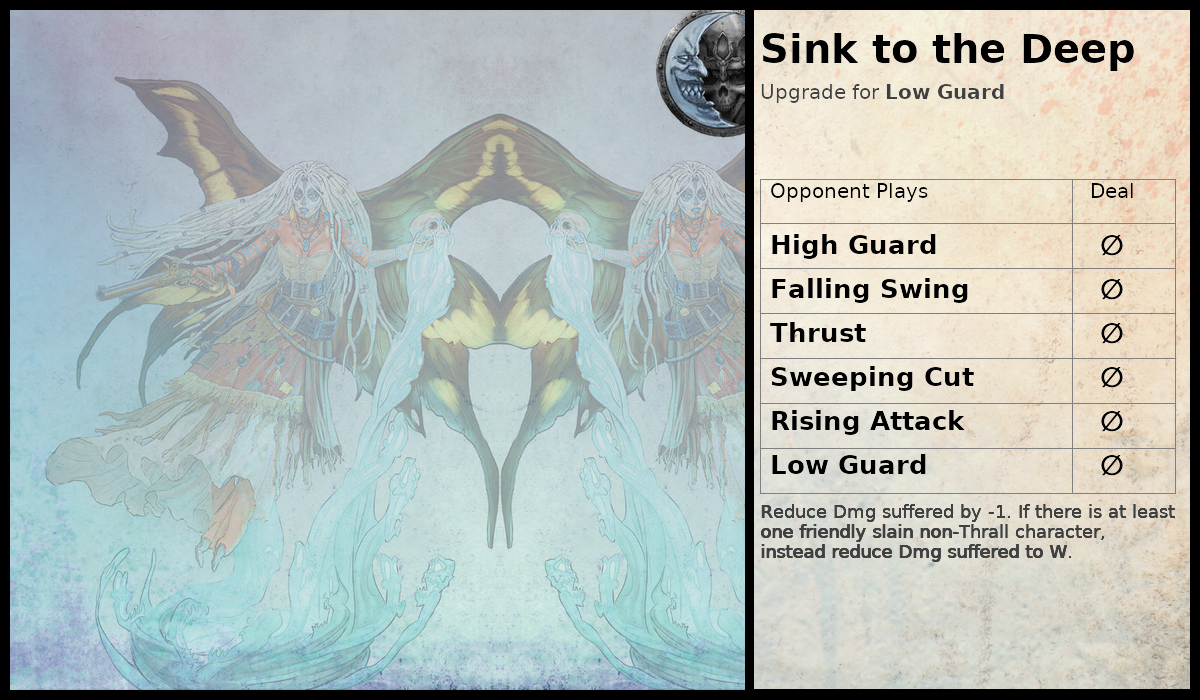 Sink to the Deep
Upgrade for Low Guard
Opponent Plays Deal
High Guard ∅
Falling Swing ∅
Thrust ∅
Sweeping Cut ∅
Rising Attack ∅
Low Guard ∅
Reduce Dmg suffered by -1. If there is at least
one friendly slain non-Thrall character,
instead reduce Dmg suffered to W.